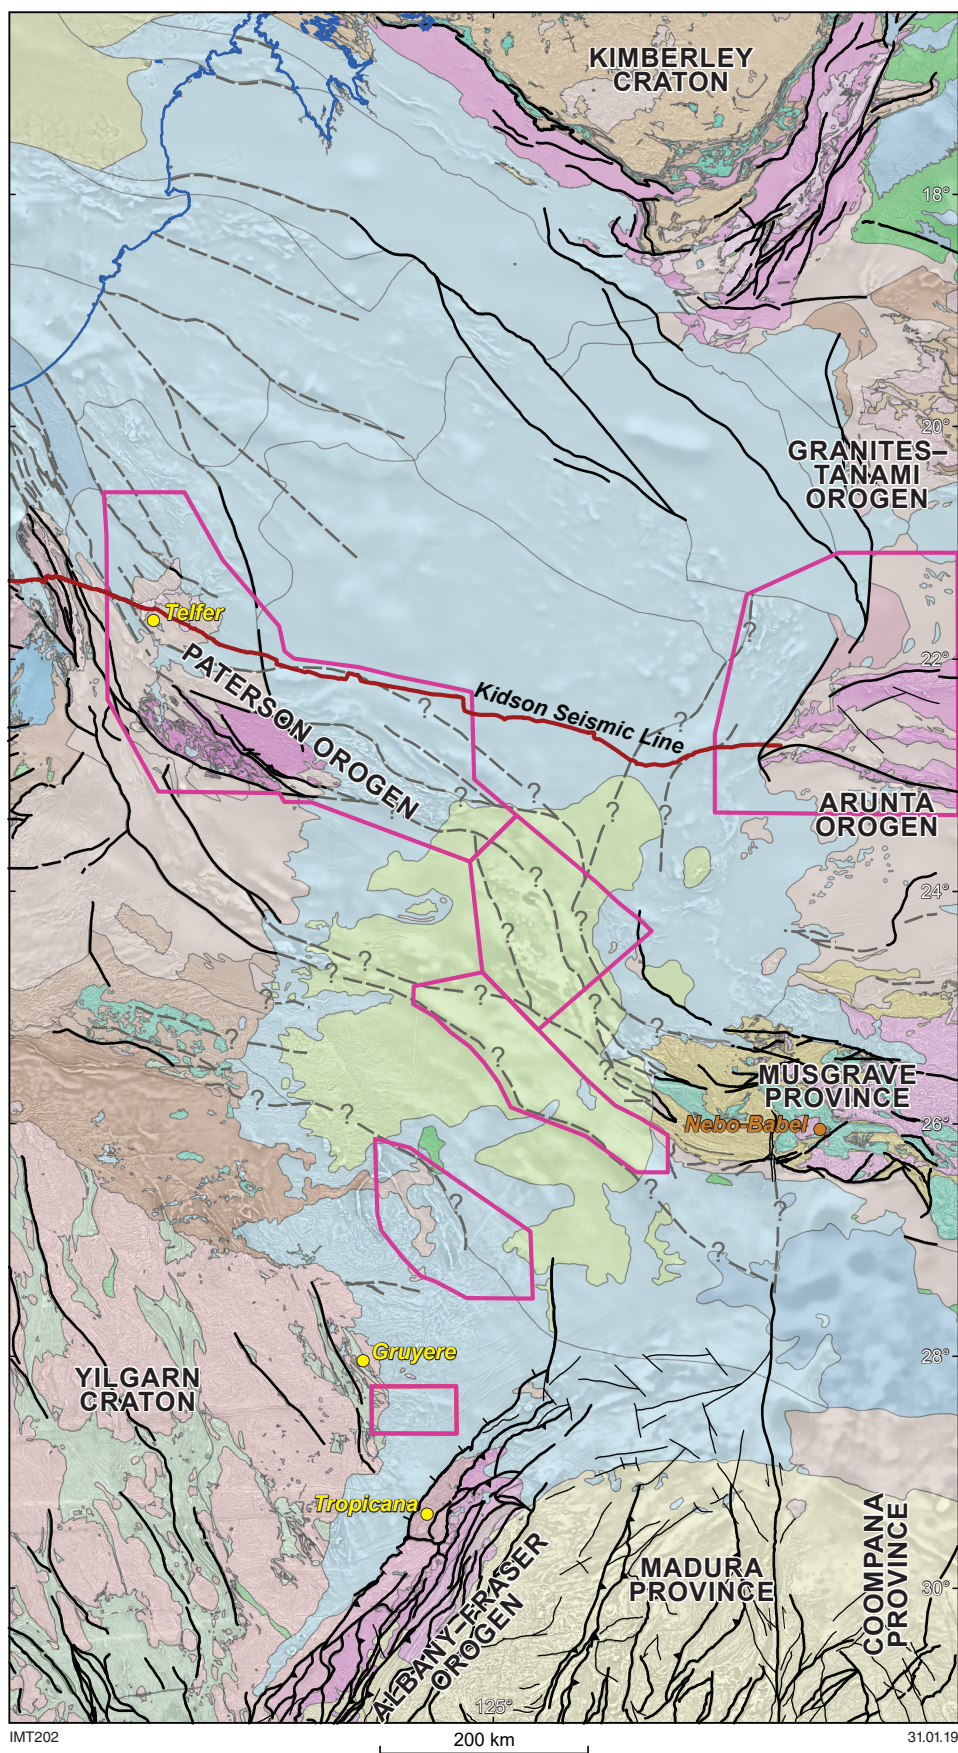 KIMBERLEY
CRATON
18°
20°
GRANITES–
TANAMI
OROGEN
Telfer
?
22°
PATERSON OROGEN
Kidson Seismic Line
?
?
?
?
?
?
ARUNTA
OROGEN
?
24°
?
?
?
?
?
?
?
?
?
?
MUSGRAVE
PROVINCE
?
?
?
Nebo-Babel
26°
?
?
?
?
Gruyere
28°
YILGARN
CRATON
Tropicana
ALBANY–FRASER
OROGEN
MADURA
PROVINCE
COOMPANA
PROVINCE
30°
125°
IMT202
200 km
31.01.19